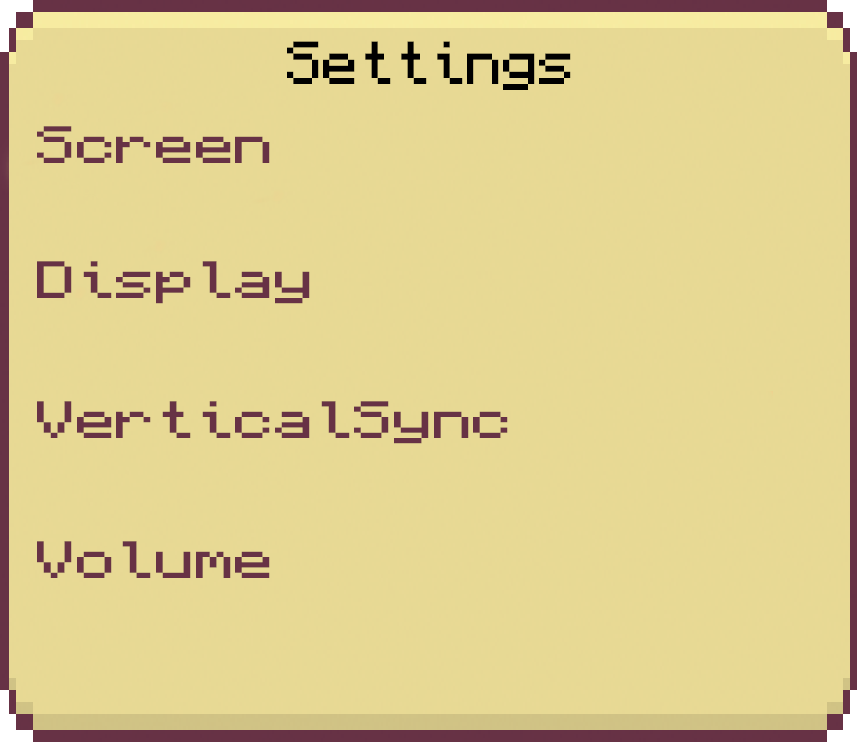 Settings
Screen
Display
VerticalSync
Volume